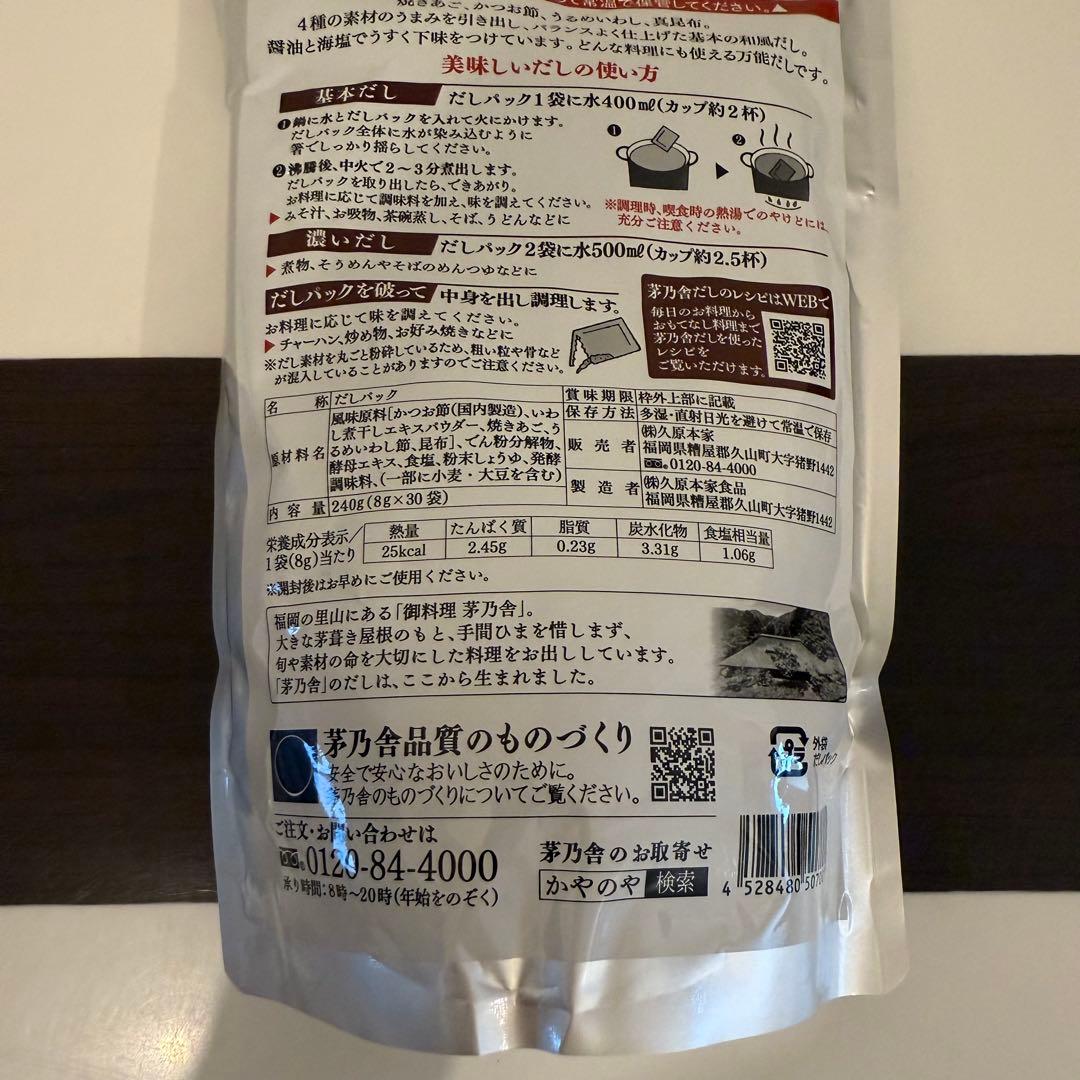 て常温で保管してください。▲
焼きあご、かつお節、うるめいわし、真昆布。
4種の素材のうまみを引き出し、バランスよく仕上げた基本の和風だし。
醤油と海塩でうすく下味をつけています。どんな料理にも使える万能だしです。
美味しいだしの使い方
基本だし だしパック1袋に水400㎖(カップ約2杯)
❶鍋に水とだしパックを入れて火にかけます。
だしパック全体に水が染み込むように
箸でしっかり揺らしてください。
❷沸騰後、中火で2〜3分煮出します。
だしパックを取り出したら、できあがり。
お料理に応じて調味料を加え、味を調えてください。
▶みそ汁、お吸物、茶碗蒸し、そば、うどんなどに
❶ ▶ ❷
※調理時、喫食時の熱湯でのやけどには、
充分ご注意ください。
濃いだし だしパック2袋に水500㎖(カップ約2.5杯)
▶煮物、そうめんやそばのめんつゆなどに
だしパックを破って 中身を出し調理します。
お料理に応じて味を調えてください。
▶チャーハン、炒め物、お好み焼きなどに
※だし素材を丸ごと粉砕しているため、粗い粒や骨など
が混入していることがありますのでご注意ください。
茅乃舎だしのレシピはWEBで
毎日のお料理から
おもてなし料理まで
茅乃舎だしを使った
レシピを
ご覧いただけます。
名称 だしパック
原材料名 風味原料[かつお節(国内製造)、いわ
し煮干しエキスパウダー、焼きあご、う
るめいわし節、昆布]、でん粉分解物、
酵母エキス、食塩、粉末しょうゆ、発酵
調味料、(一部に小麦・大豆を含む)
内容量 240g(8g×30袋)
賞味期限 枠外上部に記載
保存方法 多湿・直射日光を避けて常温で保存
販売者 ㈱久原本家
福岡県糟屋郡久山町大字猪野1442
0120-84-4000
製造者 ㈱久原本家食品
福岡県糟屋郡久山町大字猪野1442
栄養成分表示/
1袋(8g)当たり
熱量 たんぱく質 脂質 炭水化物 食塩相当量
25kcal 2.45g 0.23g 3.31g 1.06g
※開封後はお早めにご使用ください。
福岡の里山にある「御料理 茅乃舎」。
大きな茅葺き屋根のもと、手間ひまを惜しまず、
旬や素材の命を大切にした料理をお出ししています。
「茅乃舎」のだしは、ここから生まれました。
茅乃舎品質のものづくり
安全で安心なおいしさのために。
茅乃舎のものづくりについてご覧ください。
プラ
外袋
だしパック
ご注文・お問い合わせは
0120-84-4000
承り時間:8時〜20時(年始をのぞく)
茅乃舎のお取寄せ
かやのや 検索
4 528480 507